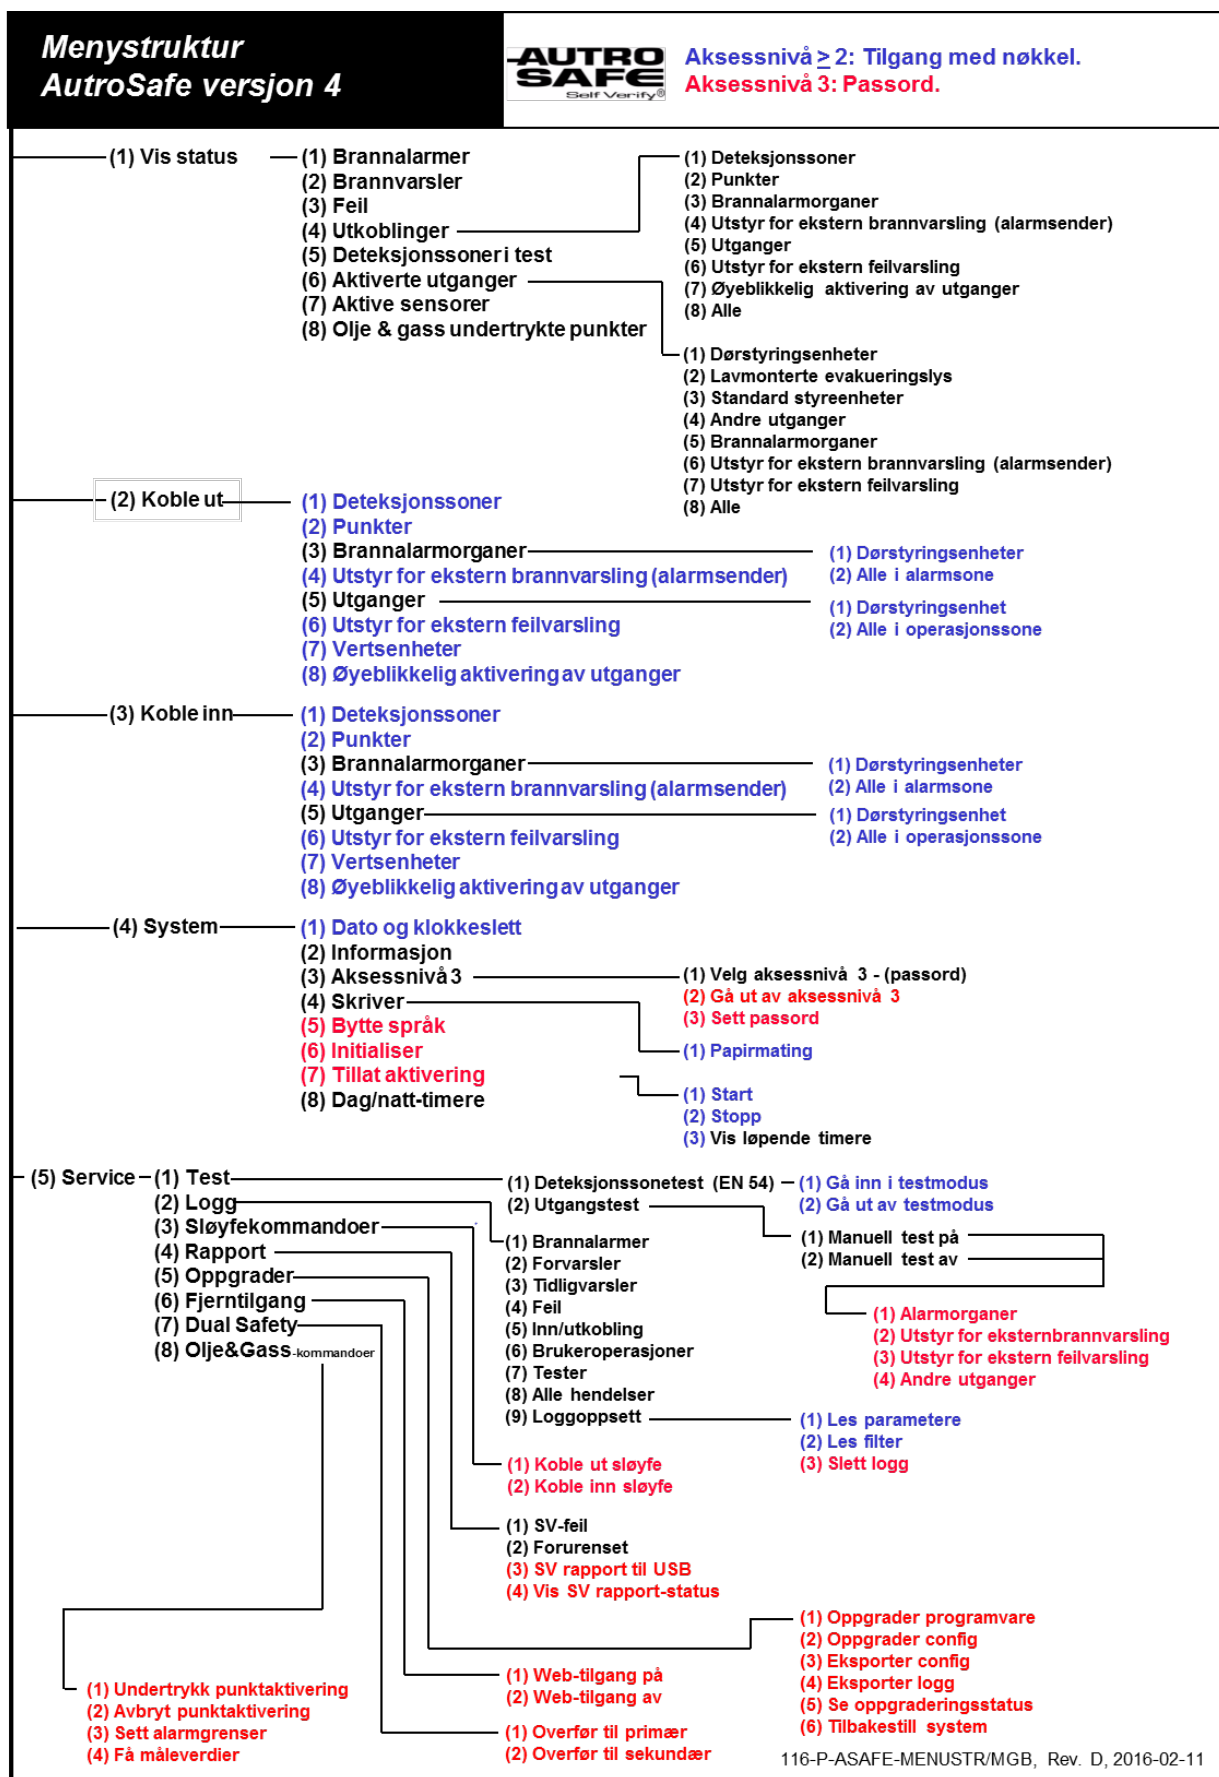 Menystruktur
AutroSafe versjon 4
AUTRO
SAFE
Self Verify®
Aksessnivå ≥ 2: Tilgang med nøkkel.
Aksessnivå 3: Passord.
(1) Vis status
(1) Brannalarmer
(2) Brannvarsler
(3) Feil
(4) Utkoblinger
(5) Deteksjonssoner i test
(6) Aktiverte utganger
(7) Aktive sensorer
(8) Olje & gass undertrykte punkter
(1) Deteksjonssoner
(2) Punkter
(3) Brannalarmorganer
(4) Utstyr for ekstern brannvarsling (alarmsender)
(5) Utganger
(6) Utstyr for ekstern feilvarsling
(7) Øyeblikkelig aktivering av utganger
(8) Alle
(1) Dørstyringsenheter
(2) Lavmonterte evakueringslys
(3) Standard styreenheter
(4) Andre utganger
(5) Brannalarmorganer
(6) Utstyr for ekstern brannvarsling (alarmsender)
(7) Utstyr for ekstern feilvarsling
(8) Alle
(2) Koble ut
(1) Deteksjonssoner
(2) Punkter
(3) Brannalarmorganer
(4) Utstyr for ekstern brannvarsling (alarmsender)
(5) Utganger
(6) Utstyr for ekstern feilvarsling
(7) Vertsenheter
(8) Øyeblikkelig aktivering av utganger
(1) Dørstyringsenheter
(2) Alle i alarmsone
(1) Dørstyringsenhet
(2) Alle i operasjonssone
(3) Koble inn
(1) Deteksjonssoner
(2) Punkter
(3) Brannalarmorganer
(4) Utstyr for ekstern brannvarsling (alarmsender)
(5) Utganger
(6) Utstyr for ekstern feilvarsling
(7) Vertsenheter
(8) Øyeblikkelig aktivering av utganger
(1) Dørstyringsenheter
(2) Alle i alarmsone
(1) Dørstyringsenhet
(2) Alle i operasjonssone
(4) System
(1) Dato og klokkeslett
(2) Informasjon
(3) Aksessnivå 3
(4) Skriver
(5) Bytte språk
(6) Initialiser
(7) Tillat aktivering
(8) Dag/natt-timere
(1) Velg aksessnivå 3 - (passord)
(2) Gå ut av aksessnivå 3
(3) Sett passord
(1) Papirmating
(1) Start
(2) Stopp
(3) Vis løpende timere
(5) Service
(1) Test
(2) Logg
(3) Sløyfekommandoer
(4) Rapport
(5) Oppgrader
(6) Fjerntilgang
(7) Dual Safety
(8) Olje&Gass-kommandoer
(1) Deteksjonssonetest (EN 54)
(2) Utgangstest
(1) Gå inn i testmodus
(2) Gå ut av testmodus
(1) Manuell test på
(2) Manuell test av
(1) Alarmorganer
(2) Utstyr for eksternbrannvarsling
(3) Utstyr for ekstern feilvarsling
(4) Andre utganger
(1) Brannalarmer
(2) Forvarsler
(3) Tidligvarsler
(4) Feil
(5) Inn/utkobling
(6) Brukeroperasjoner
(7) Tester
(8) Alle hendelser
(9) Loggoppsett
(1) Les parametere
(2) Les filter
(3) Slett logg
(1) Koble ut sløyfe
(2) Koble inn sløyfe
(1) SV-feil
(2) Forurenset
(3) SV rapport til USB
(4) Vis SV rapport-status
(1) Oppgrader programvare
(2) Oppgrader config
(3) Eksporter config
(4) Eksporter logg
(5) Se oppgraderingsstatus
(6) Tilbakestill system
(1) Web-tilgang på
(2) Web-tilgang av
(1) Overfør til primær
(2) Overfør til sekundær
(1) Undertrykk punktaktivering
(2) Avbryt punktaktivering
(3) Sett alarmgrenser
(4) Få måleverdier
116-P-ASAFE-MENUSTR/MGB, Rev. D, 2016-02-11